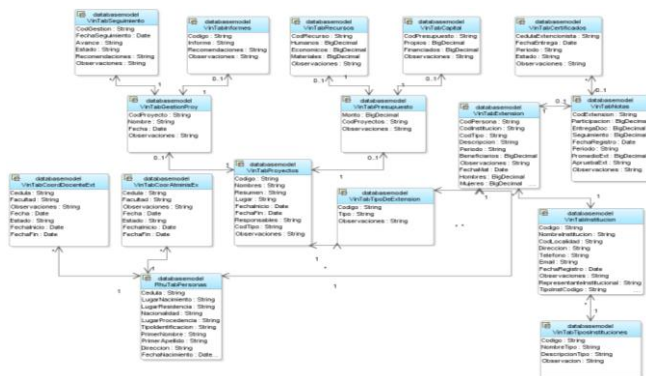 databasemodel
VinTabSeguimiento
CodGestion : String
FechaSeguimiento : Date
Avance : String
Estado : String
Recomendaciones : String
Observaciones : String
databasemodel
VinTabInformes
Codigo : String
Informe : String
Recomendaciones : String
Observaciones : String
databasemodel
VinTabRecursos
CodRecurso : String
Humanos : BigDecimal
Economicos : BigDecimal
Materiales : BigDecimal
Observaciones : String
databasemodel
VinTabCapital
CodPresupuesto : String
Propios : BigDecimal
Financiados : BigDecimal
Observaciones : String
databasemodel
VinTabCertificados
CedulaExtensionista : String
FechaEntrega : Date
Periodo : String
Estado : String
Observaciones : String
databasemodel
VinTabGestionProy
CodProyecto : String
Nombre : String
Fecha : Date
Observaciones : String
databasemodel
VinTabPresupuesto
Monto : BigDecimal
CodProyectos : String
Observaciones : String
databasemodel
VinTabExtension
CodPersona : String
CodInstitucion : String
CodTipo : String
Descripcion : String
Periodo : String
Beneficiarios : BigDecimal
FechaMat : Date
Hombres : BigDecimal
Mujeres : BigDecimal
databasemodel
VinTabNotas
CodExtension : String
Participacion : BigDecimal
EntregaDoc : BigDecimal
Seguimiento : BigDecimal
FechaRegistro : Date
Periodo : String
PromedioExt : BigDecimal
ApruebaExt : String
Observaciones : String
databasemodel
VinTabCoordDocenteExt
Cedula : String
Facultad : String
Observaciones : String
Fecha : Date
Estado : String
FechaInicio : Date
FechaFin : Date
databasemodel
Cedula : String
Facultad : String
Observaciones : String
Fecha : Date
Estado : String
FechaInicio : Date
FechaFin : Date
databasemodel
VinTabProyectos
Codigo : String
Nombres : String
Resumen : String
Lugar : String
FechaInicio : Date
FechaFin : Date
Responsables : String
CodTipo : String
Observaciones : String
databasemodel
VinTabTipoDeExtension
Codigo : String
Tipo : String
Observaciones : String
databasemodel
VinTabInstitucion
Codigo : String
NombreInstitucion : String
CodLocalidad : String
Direccion : String
Telefono : String
Email : String
FechaRegistro : Date
Observaciones : String
RepresentanteInstitucional : String
TipoInstCodigo : String
databasemodel
RhuTabPersonas
Cedula : String
LugarNacimiento : String
LugarResidencia : String
Nacionalidad : String
LugarProcedencia : String
TipoIdentificacion : String
PrimerNombre : String
PrimerApellido : String
Direccion : String
FechaNacimiento : Date
databasemodel
VinTabTiposInstituciones
Codigo : String
NombreTipo : String
DescripcionTipo : String
Observacion : String